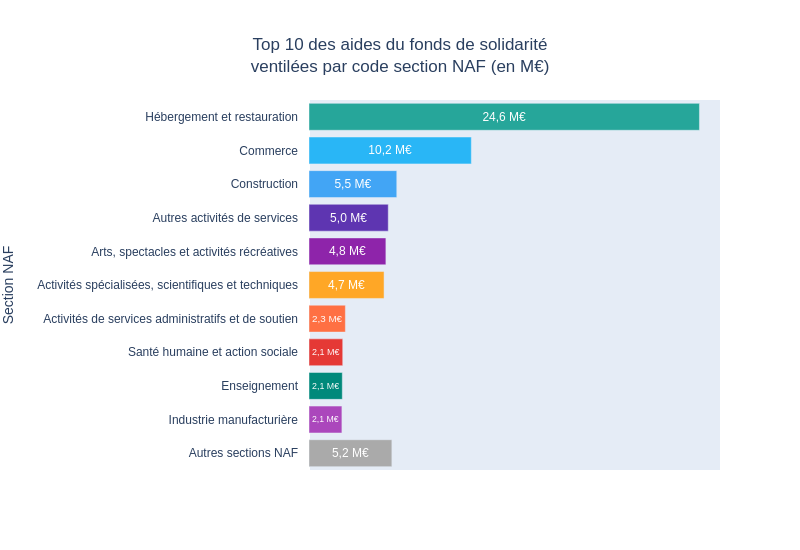 Top 10 des aides du fonds de solidarité
ventilées par code section NAF (en M€)
Section NAF
Hébergement et restauration 24,6 M€
Commerce 10,2 M€
Construction 5,5 M€
Autres activités de services 5,0 M€
Arts, spectacles et activités récréatives 4,8 M€
Activités spécialisées, scientifiques et techniques 4,7 M€
Activités de services administratifs et de soutien 2,3 M€
Santé humaine et action sociale 2,1 M€
Enseignement 2,1 M€
Industrie manufacturière 2,1 M€
Autres sections NAF 5,2 M€